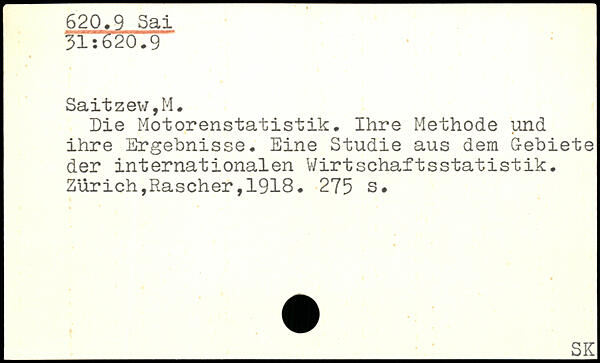 620.9 Sai
31:620.9
Saitzew,M.
Die Motorenstatistik. Ihre Methode und
ihre Ergebnisse. Eine Studie aus dem Gebiete
der internationalen Wirtschaftsstatistik.
Zürich,Rascher,1918. 275 s.
SK